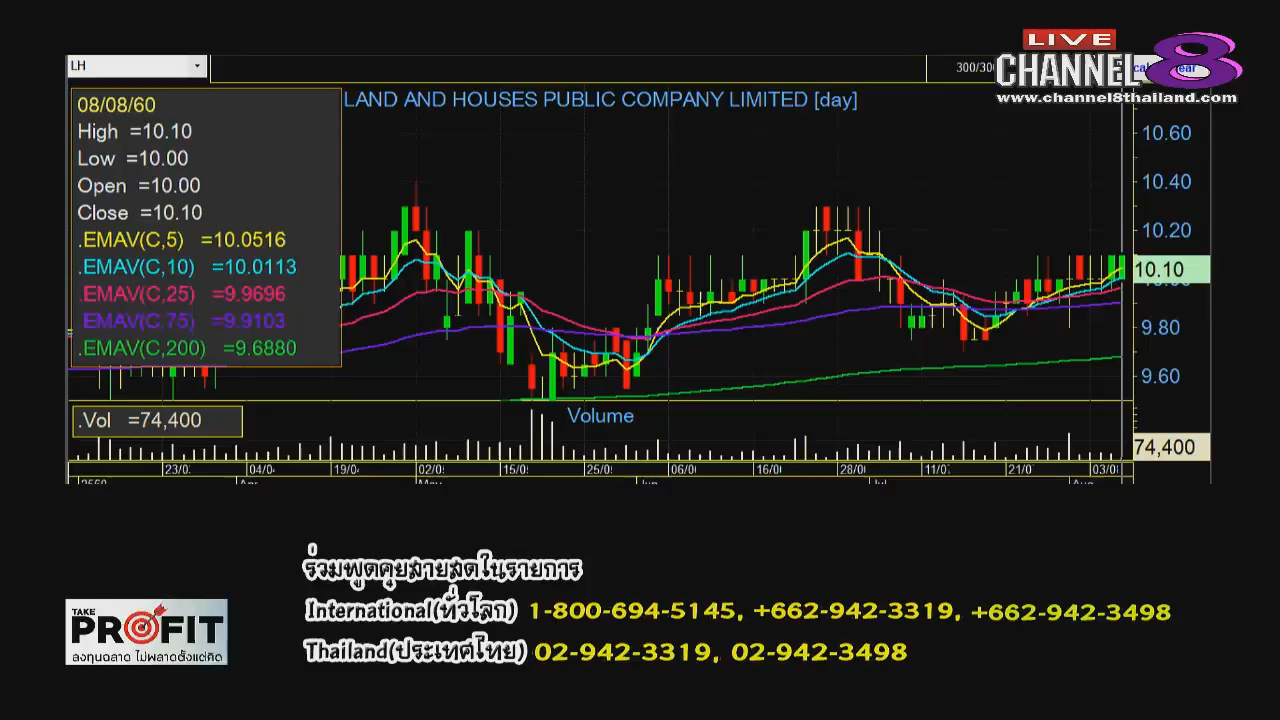 LIVE
CHANNEL 8
www.channel8thailand.com
LH
300/300
LAND AND HOUSES PUBLIC COMPANY LIMITED [day]
08/08/60
High =10.10
Low =10.00
Open =10.00
Close =10.10
.EMAV(C,5) =10.0516
.EMAV(C,10) =10.0113
.EMAV(C,25) =9.9696
.EMAV(C,75) =9.9103
.EMAV(C,200) =9.6880
10.60
10.40
10.20
10.10
9.80
9.60
.Vol =74,400
Volume
74,400
23/0 04/0 19/0 02/0 15/0 25/0 06/0 16/0 28/0 11/0 21/0 03/0
2560 Apr May Jun Jul Aug
ร่วมพูดคุยสายสดในรายการ
International(ทั่วโลก) 1-800-694-5145, +662-942-3319, +662-942-3498
Thailand(ประเทศไทย) 02-942-3319, 02-942-3498
TAKE
PROFIT
ลงทุนฉลาด ไม่พลาดตั้งแต่คิด